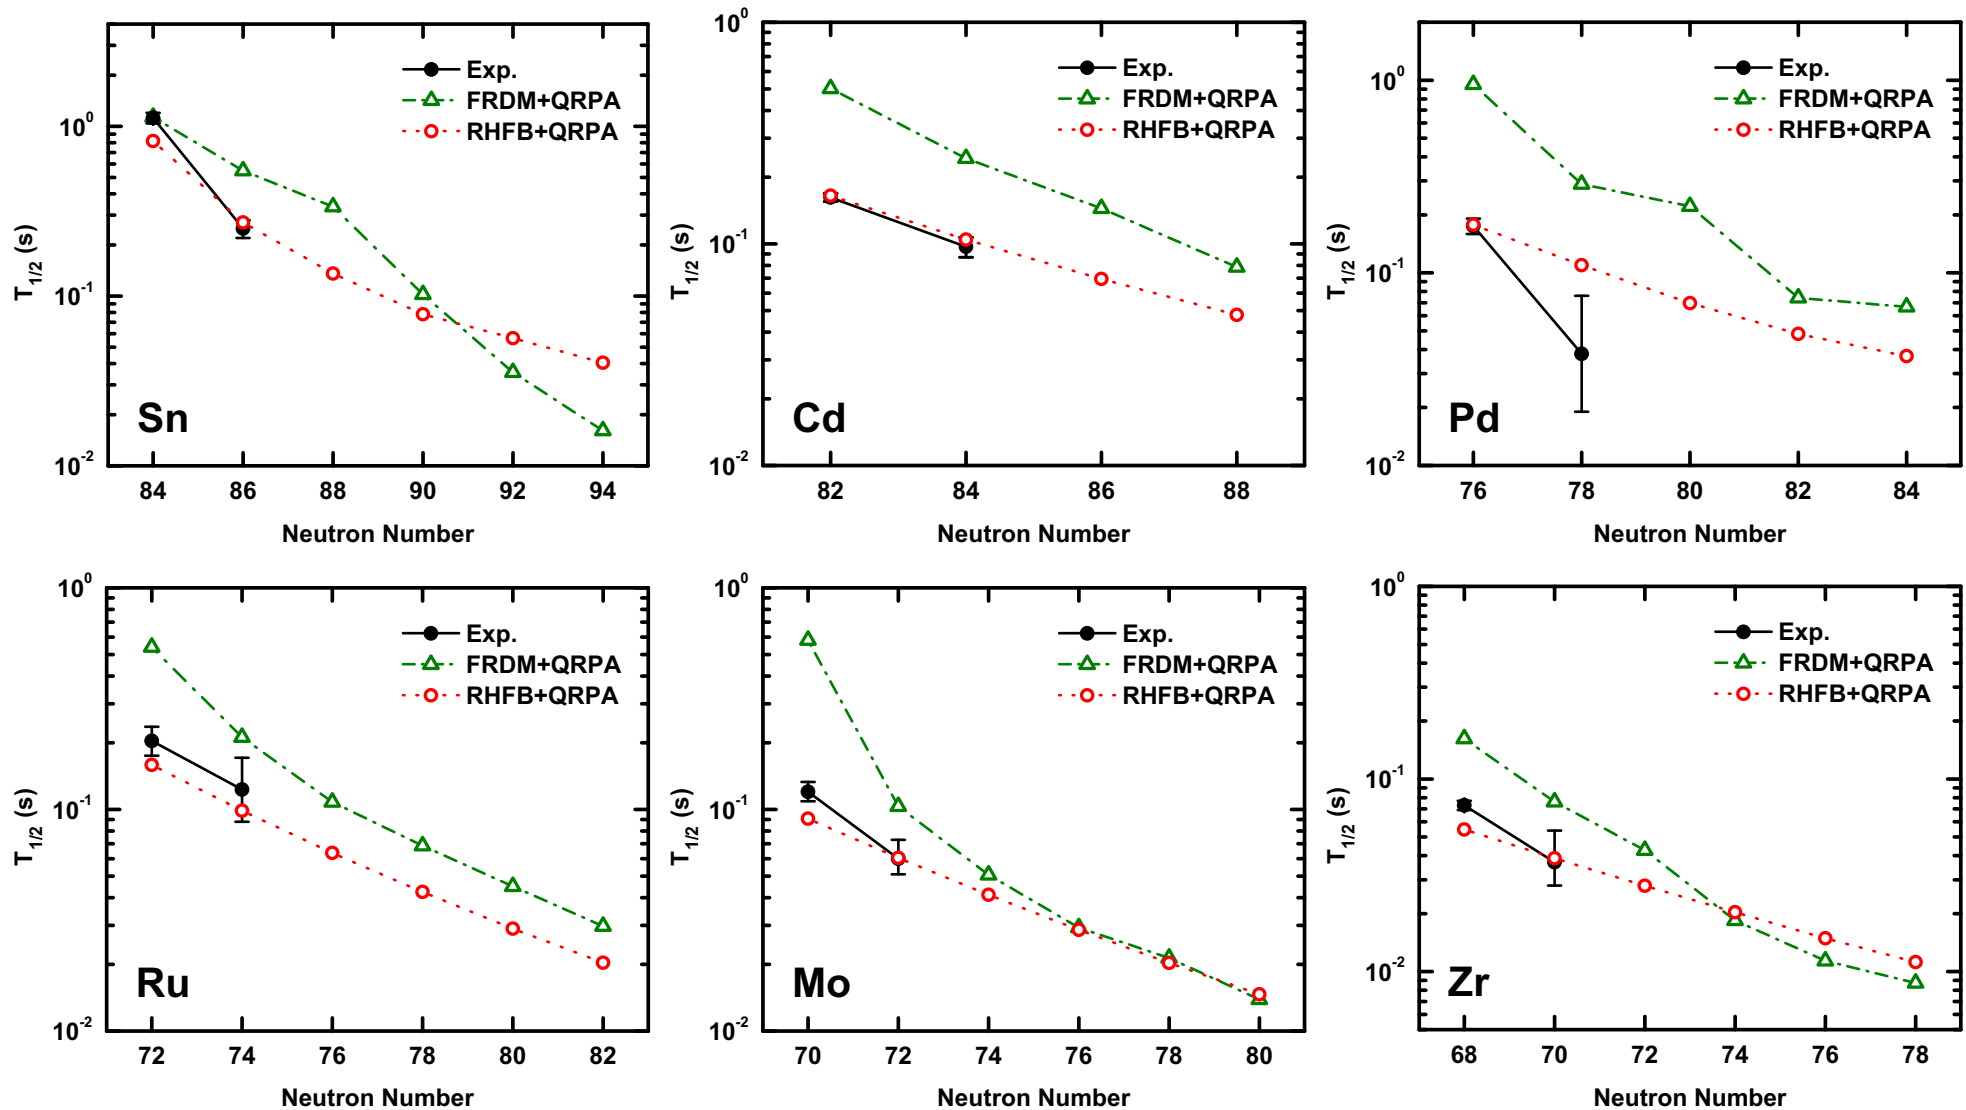 Exp.
FRDM+QRPA
RHFB+QRPA
10^0
10^-1
10^-2
T_1/2 (s)
Sn
84 86 88 90 92 94
Neutron Number
Exp.
FRDM+QRPA
RHFB+QRPA
10^0
10^-1
10^-2
T_1/2 (s)
Cd
82 84 86 88
Neutron Number
Exp.
FRDM+QRPA
RHFB+QRPA
10^0
10^-1
10^-2
T_1/2 (s)
Pd
76 78 80 82 84
Neutron Number
Exp.
FRDM+QRPA
RHFB+QRPA
10^0
10^-1
10^-2
T_1/2 (s)
Ru
72 74 76 78 80 82
Neutron Number
Exp.
FRDM+QRPA
RHFB+QRPA
10^0
10^-1
10^-2
T_1/2 (s)
Mo
70 72 74 76 78 80
Neutron Number
Exp.
FRDM+QRPA
RHFB+QRPA
10^0
10^-1
10^-2
T_1/2 (s)
Zr
68 70 72 74 76 78
Neutron Number